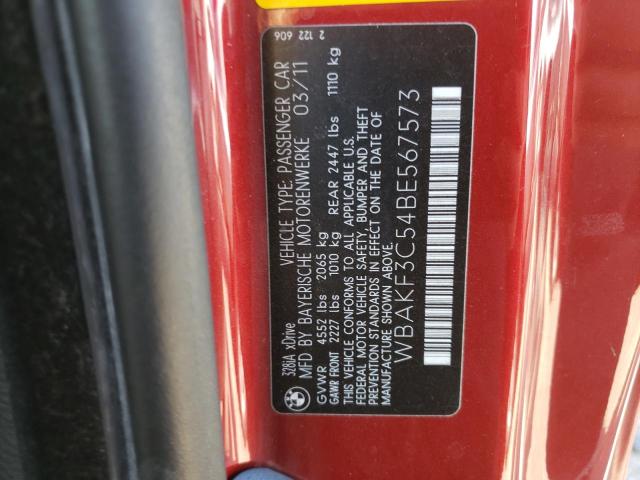 328iA xDrive VEHICLE TYPE: PASSENGER CAR
MFD BY BAYERISCHE MOTORENWERKE 03/11
GVWR 4552 lbs 2065 kg
GAWR FRONT 2227 lbs 1010 kg REAR 2447 lbs 1110 kg
THIS VEHICLE CONFORMS TO ALL APPLICABLE U.S.
FEDERAL MOTOR VEHICLE SAFETY, BUMPER AND THEFT
PREVENTION STANDARDS IN EFFECT ON THE DATE OF
MANUFACTURE SHOWN ABOVE.
WBAKF3C54BE567573
2 122 606